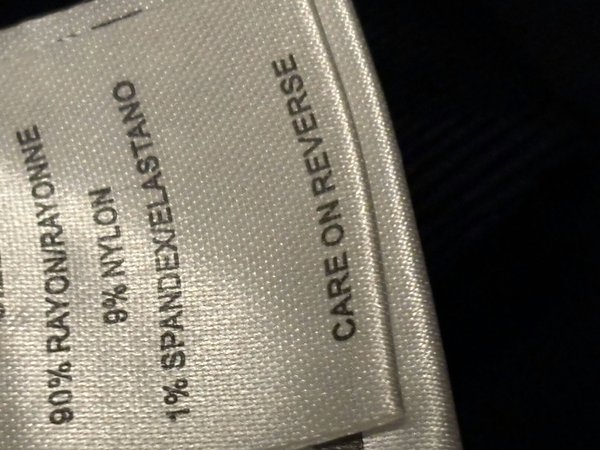 90% RAYON/RAYONNE
9% NYLON
1% SPANDEX/ELASTANO
CARE ON REVERSE